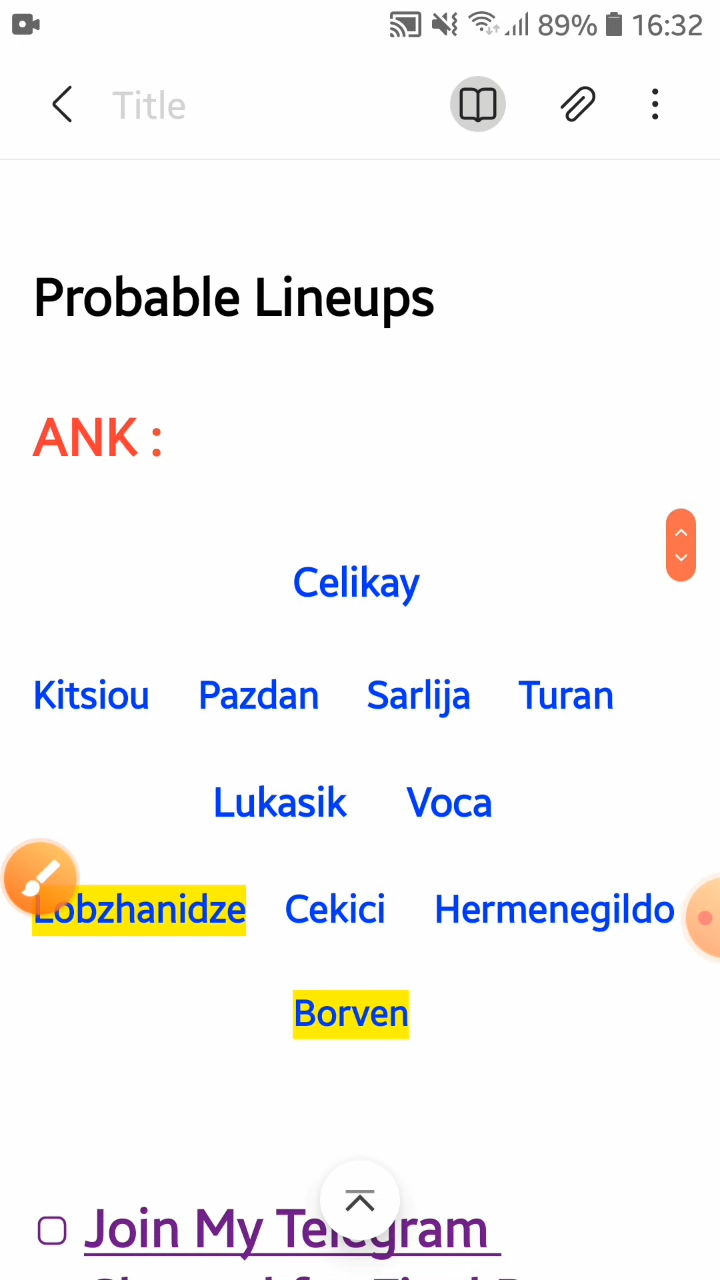 89% 16:32
Title
Probable Lineups
ANK :
Celikay
Kitsiou Pazdan Sarlija Turan
Lukasik Voca
Lobzhanidze Cekici Hermenegildo
Borven
Join My Telegram